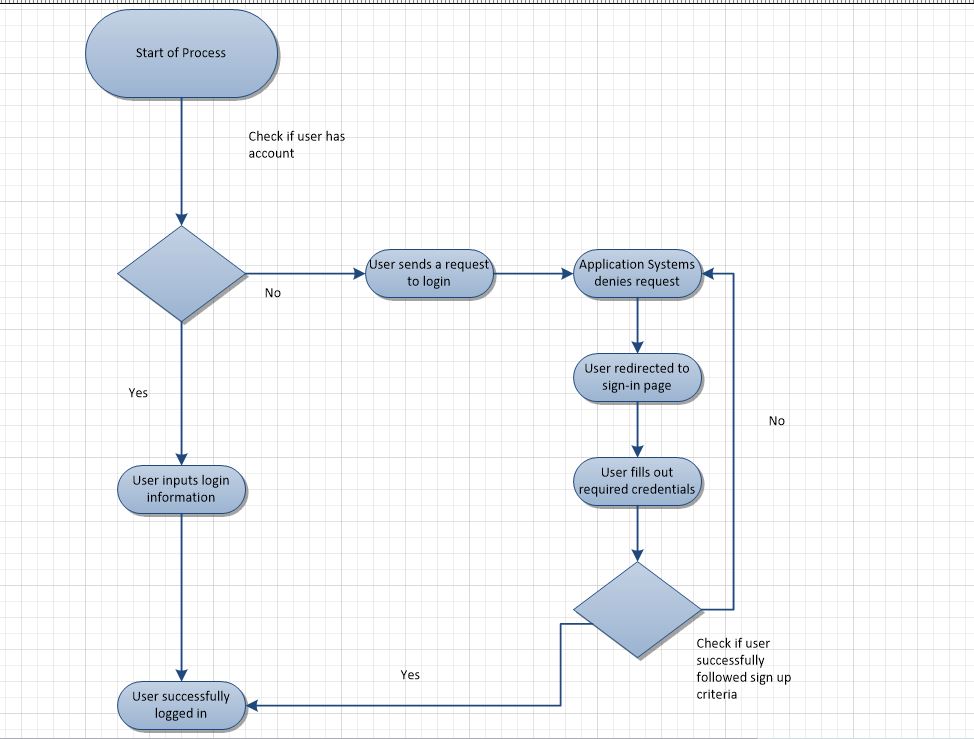 Start of Process
Check if user has
account
User sends a request
to login
Application Systems
denies request
No
User redirected to
sign-in page
Yes
No
User inputs login
information
User fills out
required credentials
Check if user
successfully
followed sign up
criteria
Yes
User successfully
logged in